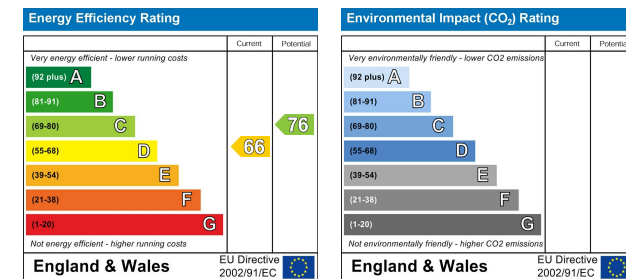 Energy Efficiency Rating
Current Potential
Very energy efficient - lower running costs
(92 plus) A
(81-91) B
(69-80) C
76
(55-68) D
66
(39-54) E
(21-38) F
(1-20) G
Not energy efficient - higher running costs
England & Wales
EU Directive
2002/91/EC
Environmental Impact (CO₂) Rating
Current Potential
Very environmentally friendly - lower CO2 emissions
(92 plus) A
(81-91) B
(69-80) C
(55-68) D
(39-54) E
(21-38) F
(1-20) G
Not environmentally friendly - higher CO2 emissions
England & Wales
EU Directive
2002/91/EC